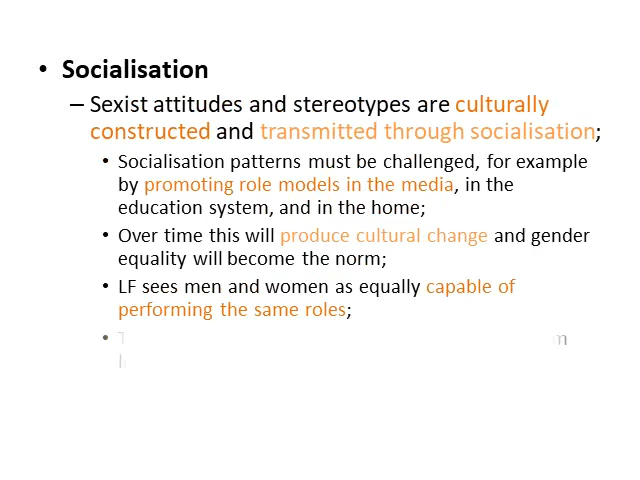 • Socialisation
– Sexist attitudes and stereotypes are culturally
constructed and transmitted through socialisation;
• Socialisation patterns must be challenged, for example
by promoting role models in the media, in the
education system, and in the home;
• Over time this will produce cultural change and gender
equality will become the norm;
• LF sees men and women as equally capable of
performing the same roles;